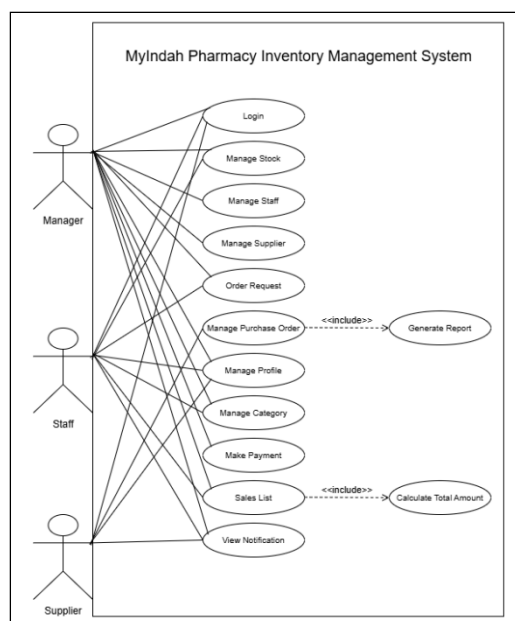 MyIndah Pharmacy Inventory Management System
Login
Manage Stock
Manager
Manage Staff
Manage Supplier
Order Request
Manage Purchase Order
<<include>>
Generate Report
Staff
Manage Profile
Manage Category
Make Payment
Sales List
<<include>>
Calculate Total Amount
View Notification
Supplier